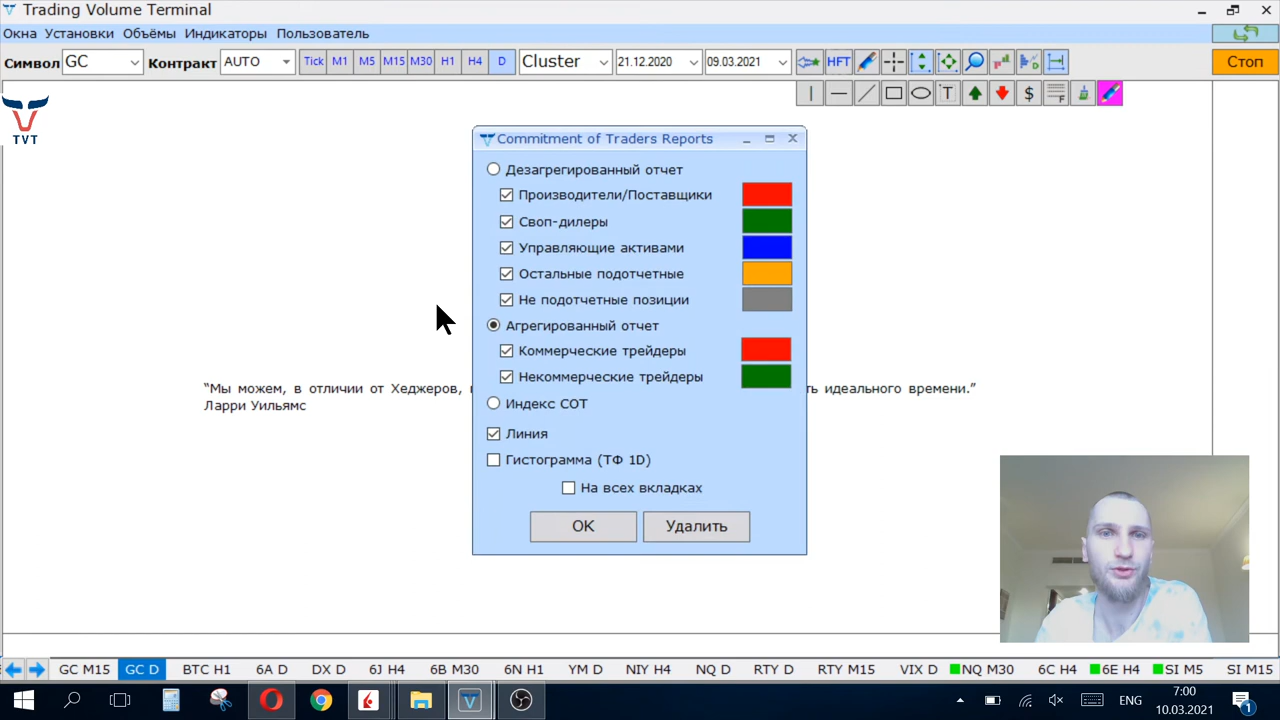 Trading Volume Terminal
Окна Установки Объёмы Индикаторы Пользователь
Символ GC Контракт AUTO Tick M1 M5 M15 M30 H1 H4 D Cluster 21.12.2020 09.03.2021 HFT Стоп
T $ F
TVT
Commitment of Traders Reports
Дезагрегированный отчет
Производители/Поставщики
Своп-дилеры
Управляющие активами
Остальные подотчетные
Не подотчетные позиции
Агрегированный отчет
Коммерческие трейдеры
Некоммерческие трейдеры
Индекс COT
Линия
Гистограмма (ТФ 1D)
На всех вкладках
OK Удалить
“Мы можем, в отличии от Хеджеров, идеального времени.”
Ларри Уильямс
GC M15 GC D BTC H1 6A D DX D 6J H4 6B M30 6N H1 YM D NIY H4 NQ D RTY D RTY M15 VIX D NQ M30 6C H4 6E H4 SI M5 SI M15
ENG 7:00 10.03.2021 1